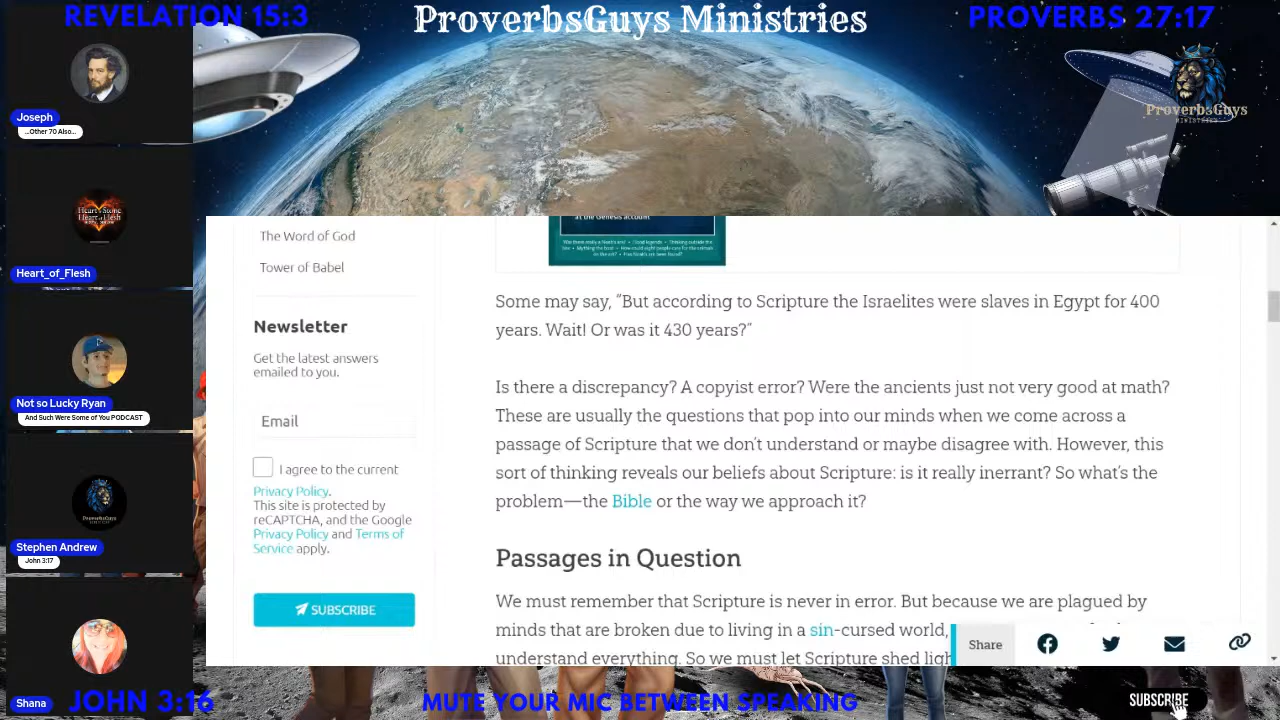 REVELATION 15:3
ProverbsGuys Ministries
PROVERBS 27:17
Joseph
...Other 70 Also...
Heart_of_Flesh
Not so Lucky Ryan
And Such Were Some of You PODCAST
Stephen Andrew
John 3:17
Shana
ProverbsGuys
MINISTRIES
The Word of God
Tower of Babel
Newsletter
Get the latest answers
emailed to you.
Email
I agree to the current
Privacy Policy.
This site is protected by
reCAPTCHA, and the Google
Privacy Policy and Terms of
Service apply.
SUBSCRIBE
at the Genesis account
Some may say, “But according to Scripture the Israelites were slaves in Egypt for 400
years. Wait! Or was it 430 years?”
Is there a discrepancy? A copyist error? Were the ancients just not very good at math?
These are usually the questions that pop into our minds when we come across a
passage of Scripture that we don’t understand or maybe disagree with. However, this
sort of thinking reveals our beliefs about Scripture: is it really inerrant? So what’s the
problem—the Bible or the way we approach it?
Passages in Question
We must remember that Scripture is never in error. But because we are plagued by
minds that are broken due to living in a sin-cursed world,
understand everything. So we must let Scripture shed ligh
Share
JOHN 3:16
MUTE YOUR MIC BETWEEN SPEAKING
SUBSCRIBE